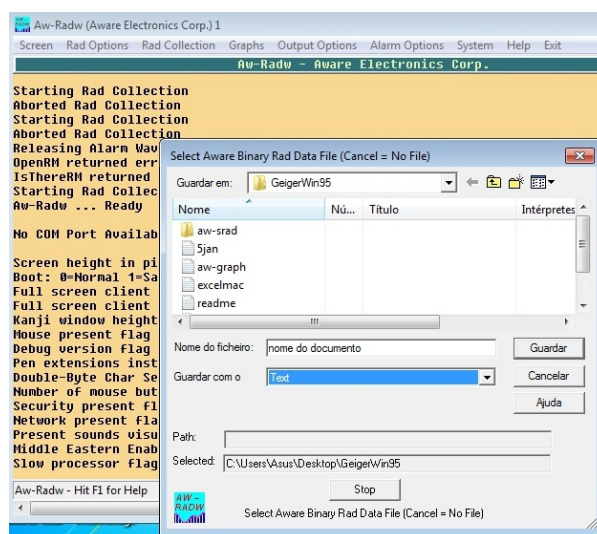 Aw-Radw (Aware Electronics Corp.) 1
Screen Rad Options Rad Collection Graphs Output Options Alarm Options System Help Exit
Aw-Radw - Aware Electronics Corp.
Starting Rad Collection
Aborted Rad Collection
Starting Rad Collection
Aborted Rad Collection
Releasing Alarm Wav
OpenRM returned err
IsThereRM returned
Starting Rad Collec
Aw-Radw ... Ready
No COM Port Availab
Screen height in pi
Boot: 0=Normal 1=Sa
Full screen client
Full screen client
Kanji window height
Mouse present flag
Debug version flag
Pen extensions inst
Double-Byte Char Se
Number of mouse but
Security present fl
Network present fla
Present sounds visu
Middle Eastern Enab
Slow processor flag
Aw-Radw - Hit F1 for Help
Select Aware Binary Rad Data File (Cancel = No File)
Guardar em: GeigerWin95
Nome Nú... Título Intérpretes
aw-srad
5jan
aw-graph
excelmac
readme
Nome do ficheiro: nome do documento Guardar
Guardar com o Text Cancelar
Ajuda
Path:
Selected: C:\Users\Asus\Desktop\GeigerWin95
Stop
AW-RADW
Select Aware Binary Rad Data File (Cancel = No File)